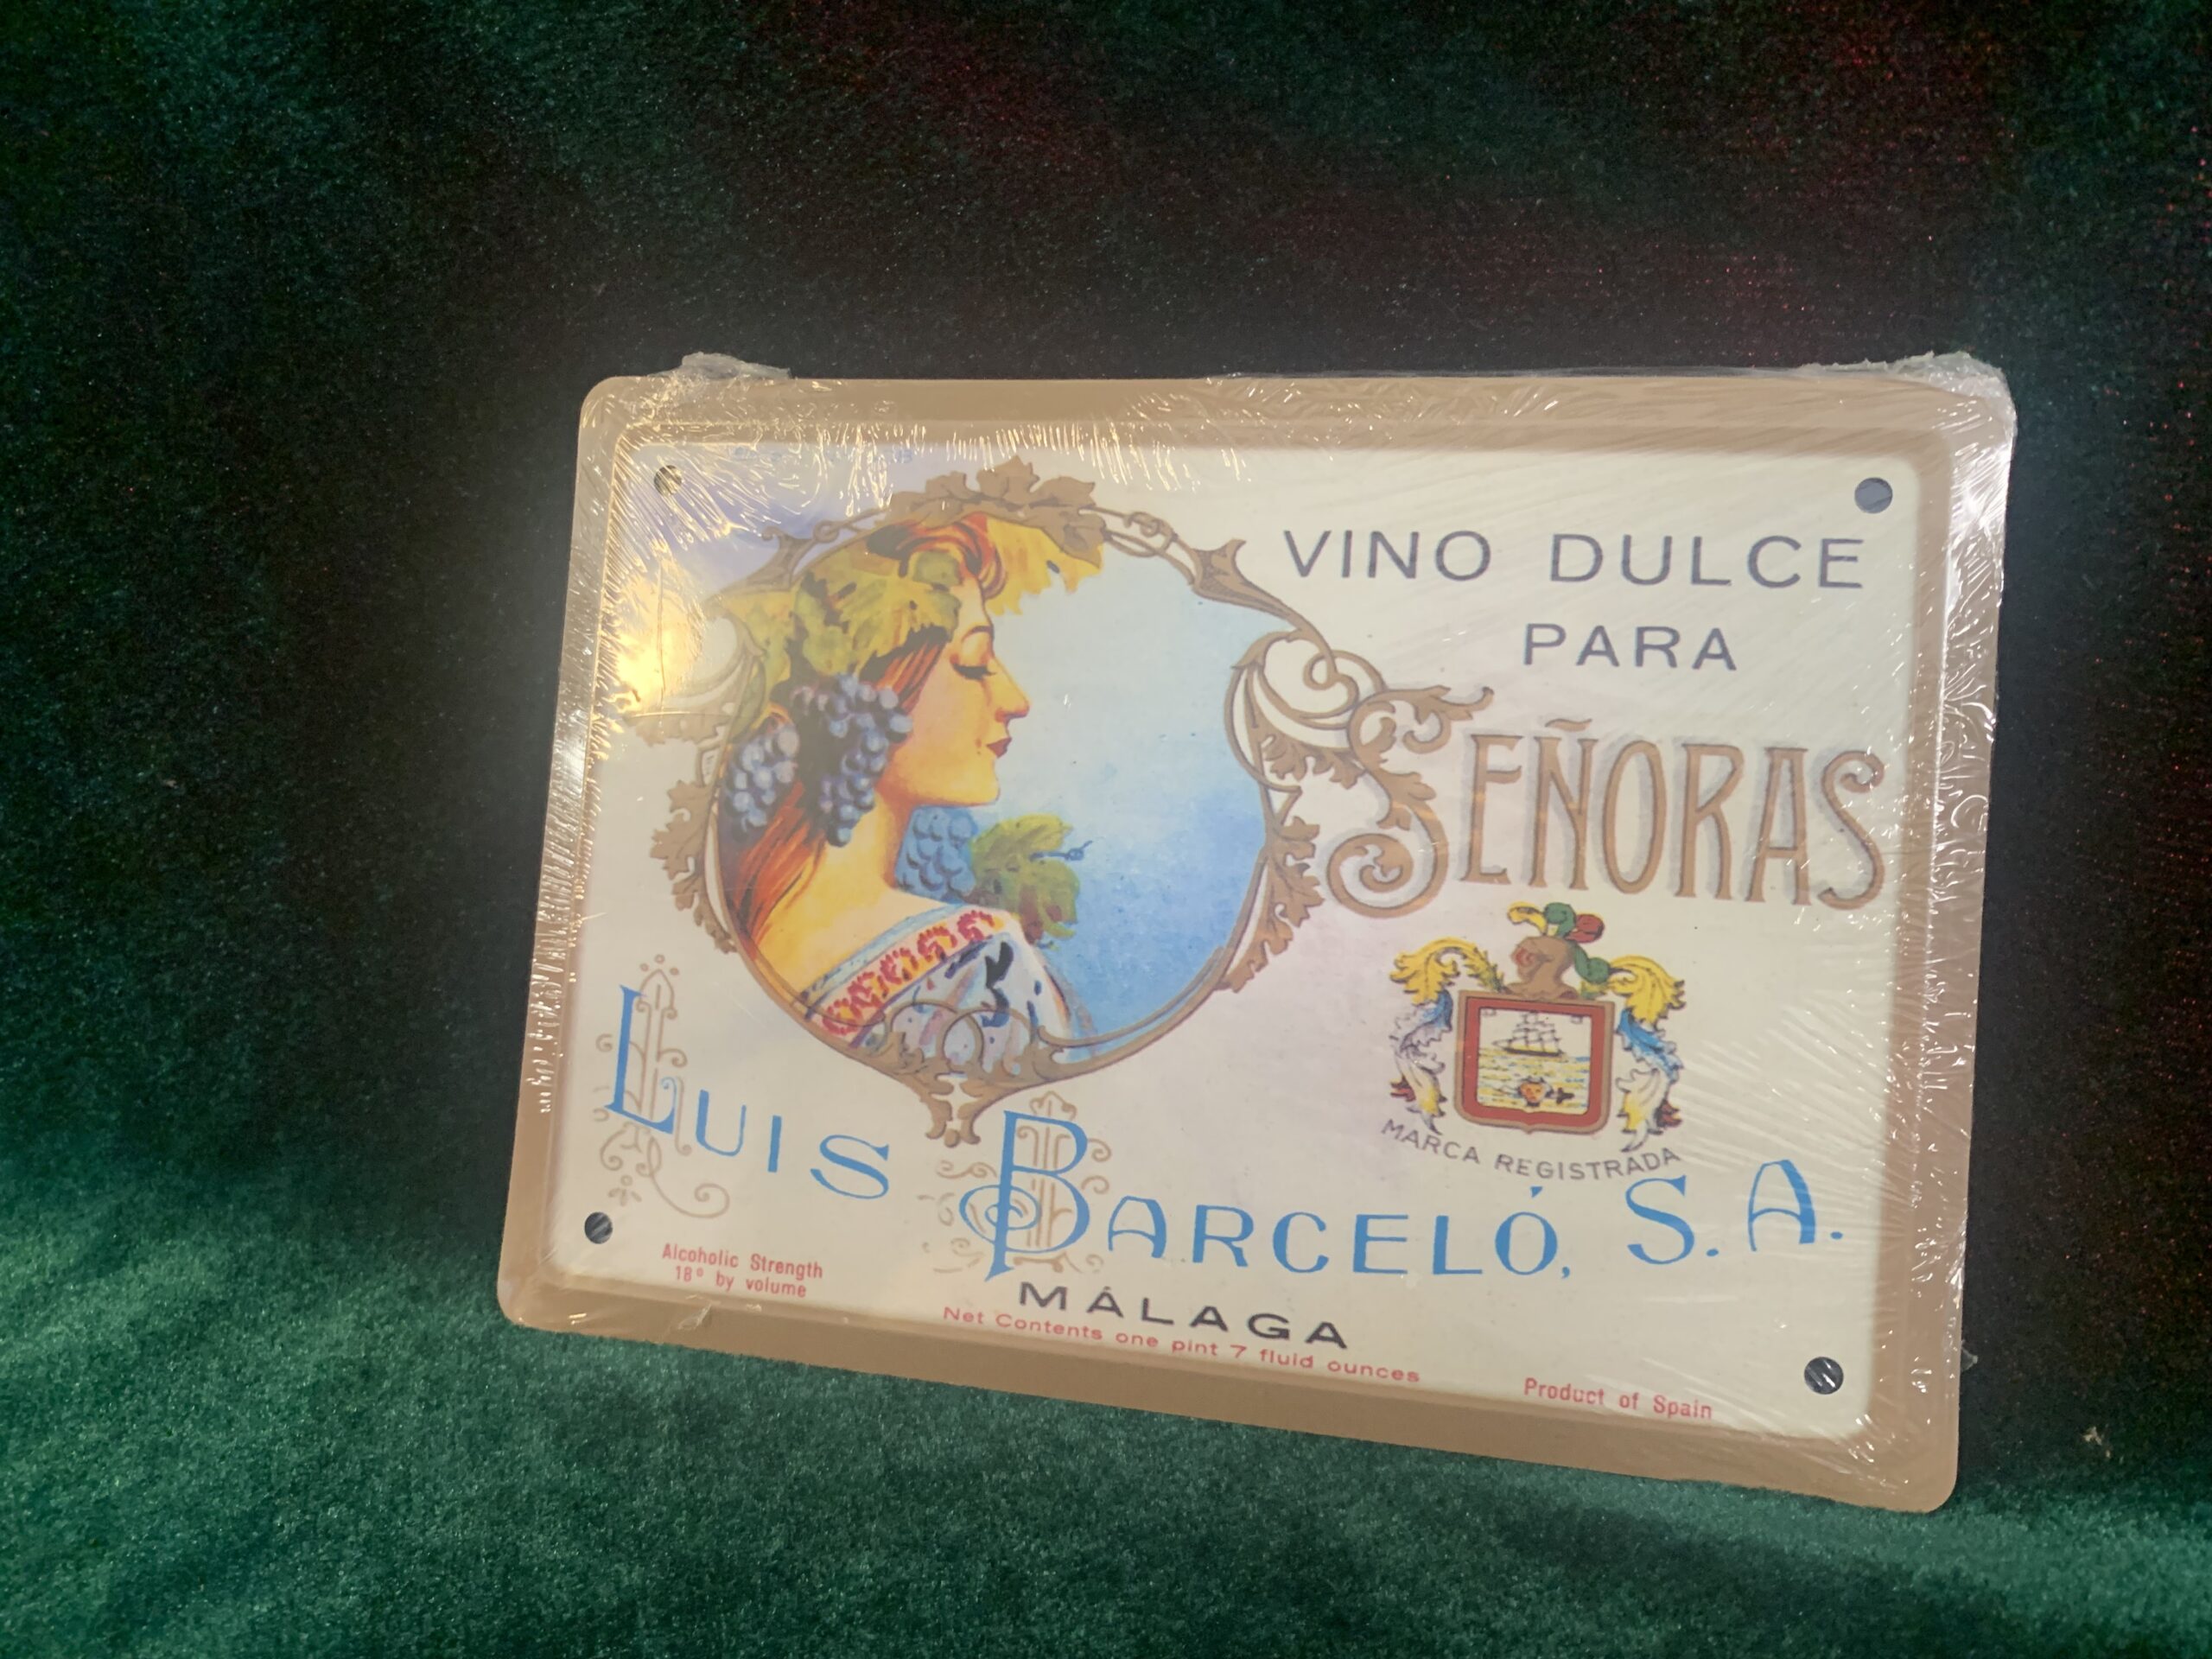 VINO DULCE
PARA
SEÑORAS
MARCA REGISTRADA
LUIS BARCELÓ, S.A.
MÁLAGA
Alcoholic Strength
18º by volume
Net Contents one pint 7 fluid ounces
Product of Spain